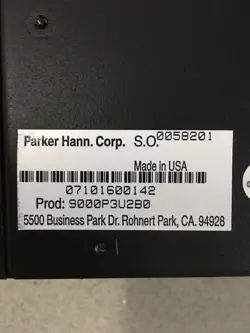 Parker Hann. Corp. S.O. 0058201
Made in USA
07101600142
Prod: 9000P3U2B0
5500 Business Park Dr. Rohnert Park, CA. 94928